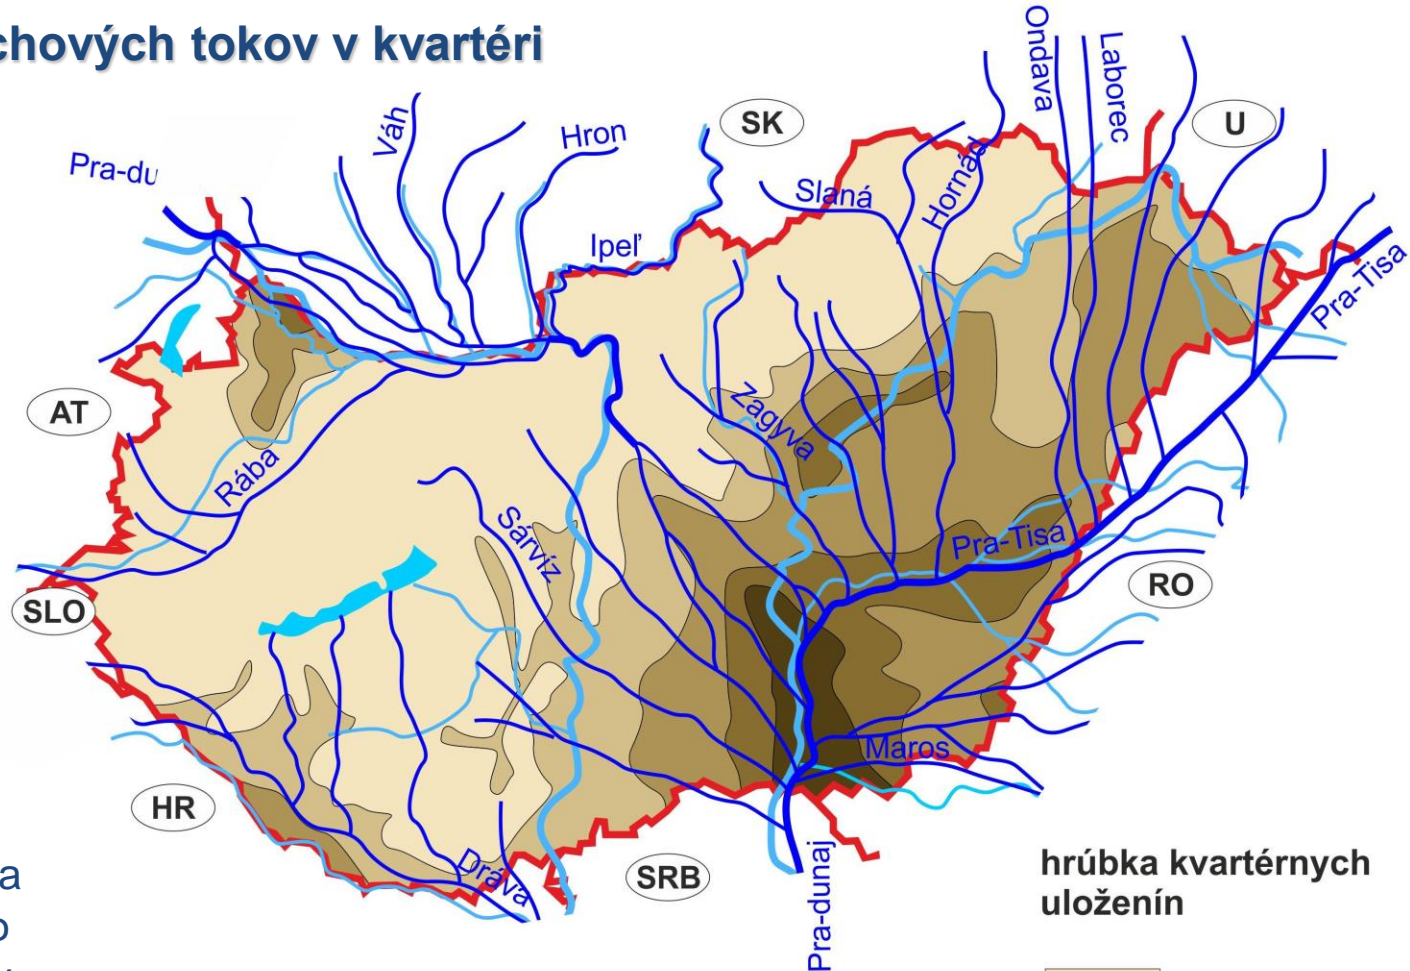 chových tokov v kvartéri
Ondava
Laborec
Váh
Hron
SK
U
Pra-du
Slaná
Hornád
Ipeľ
Pra-Tisa
AT
Zagyva
Rába
Sárvíz
Pra-Tisa
RO
SLO
Maros
HR
Dráva
SRB
Pra-dunaj
hrúbka kvartérnych
uloženín
a